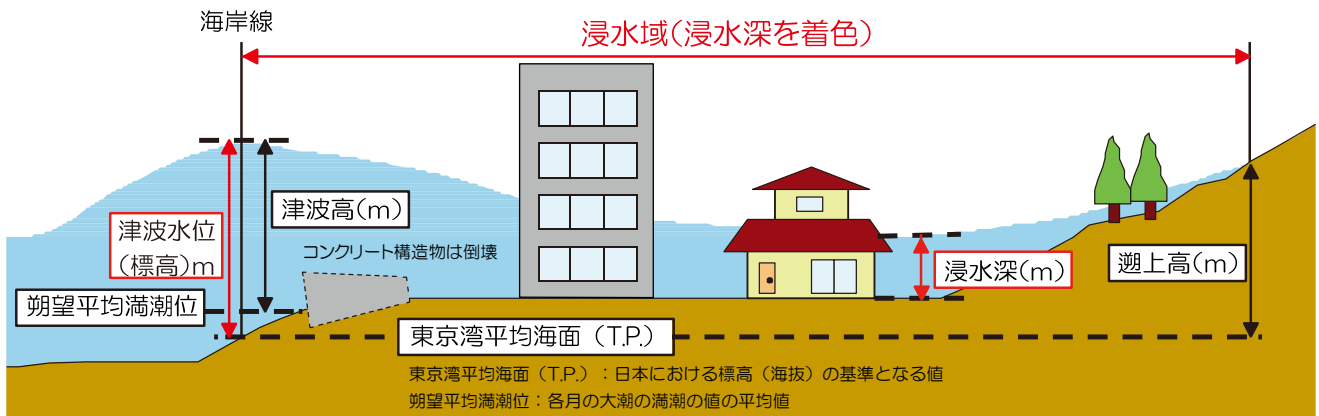 海岸線
浸水域(浸水深を着色)
津波高(m)
津波水位
(標高)m
コンクリート構造物は倒壊
浸水深(m)
遡上高(m)
朔望平均満潮位
東京湾平均海面（T.P.）
東京湾平均海面（T.P.）：日本における標高（海抜）の基準となる値
朔望平均満潮位：各月の大潮の満潮の値の平均値